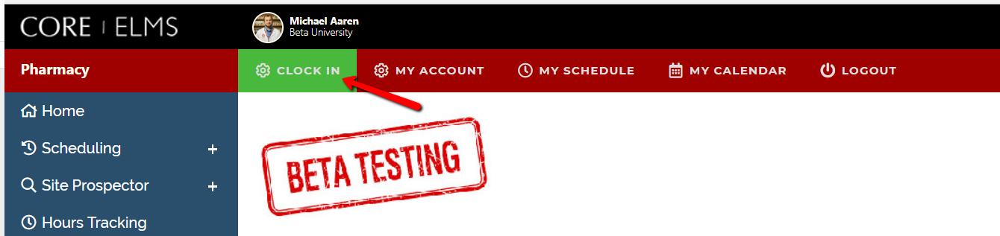 CORE | ELMS
Michael Aaren
Beta University
Pharmacy
CLOCK IN
MY ACCOUNT
MY SCHEDULE
MY CALENDAR
LOGOUT
Home
Scheduling +
Site Prospector +
Hours Tracking
BETA TESTING